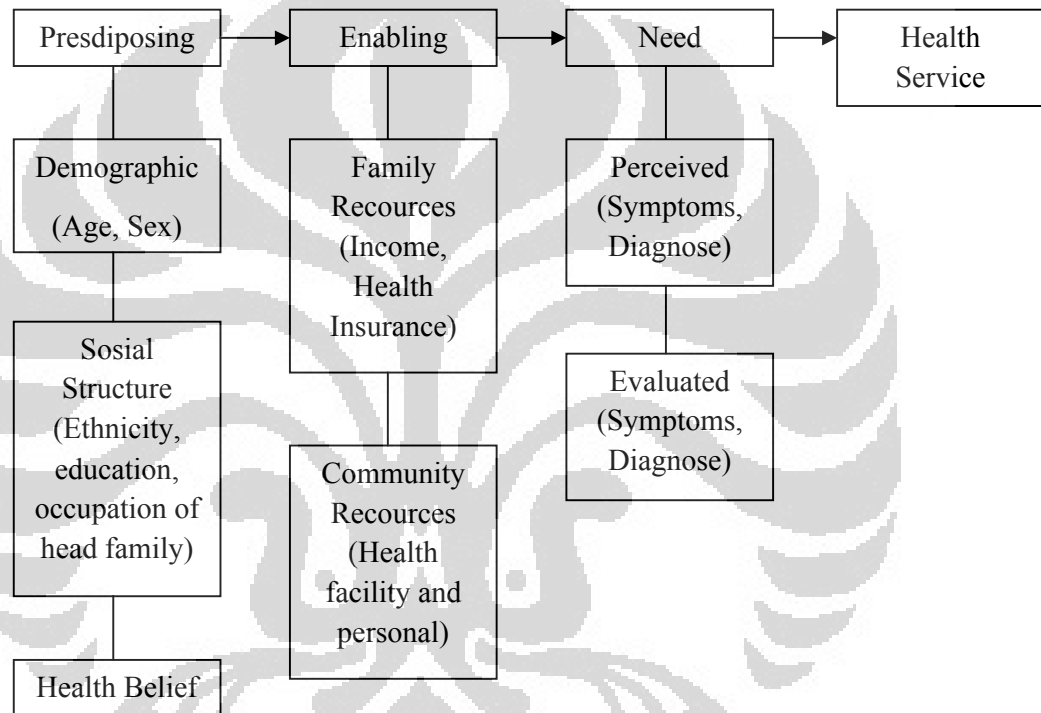 Presdiposing
Enabling
Need
Health
Service
Demographic
(Age, Sex)
Sosial
Structure
(Ethnicity,
education,
occupation of
head family)
Health Belief
Family
Recources
(Income,
Health
Insurance)
Community
Recources
(Health
facility and
personal)
Perceived
(Symptoms,
Diagnose)
Evaluated
(Symptoms,
Diagnose)